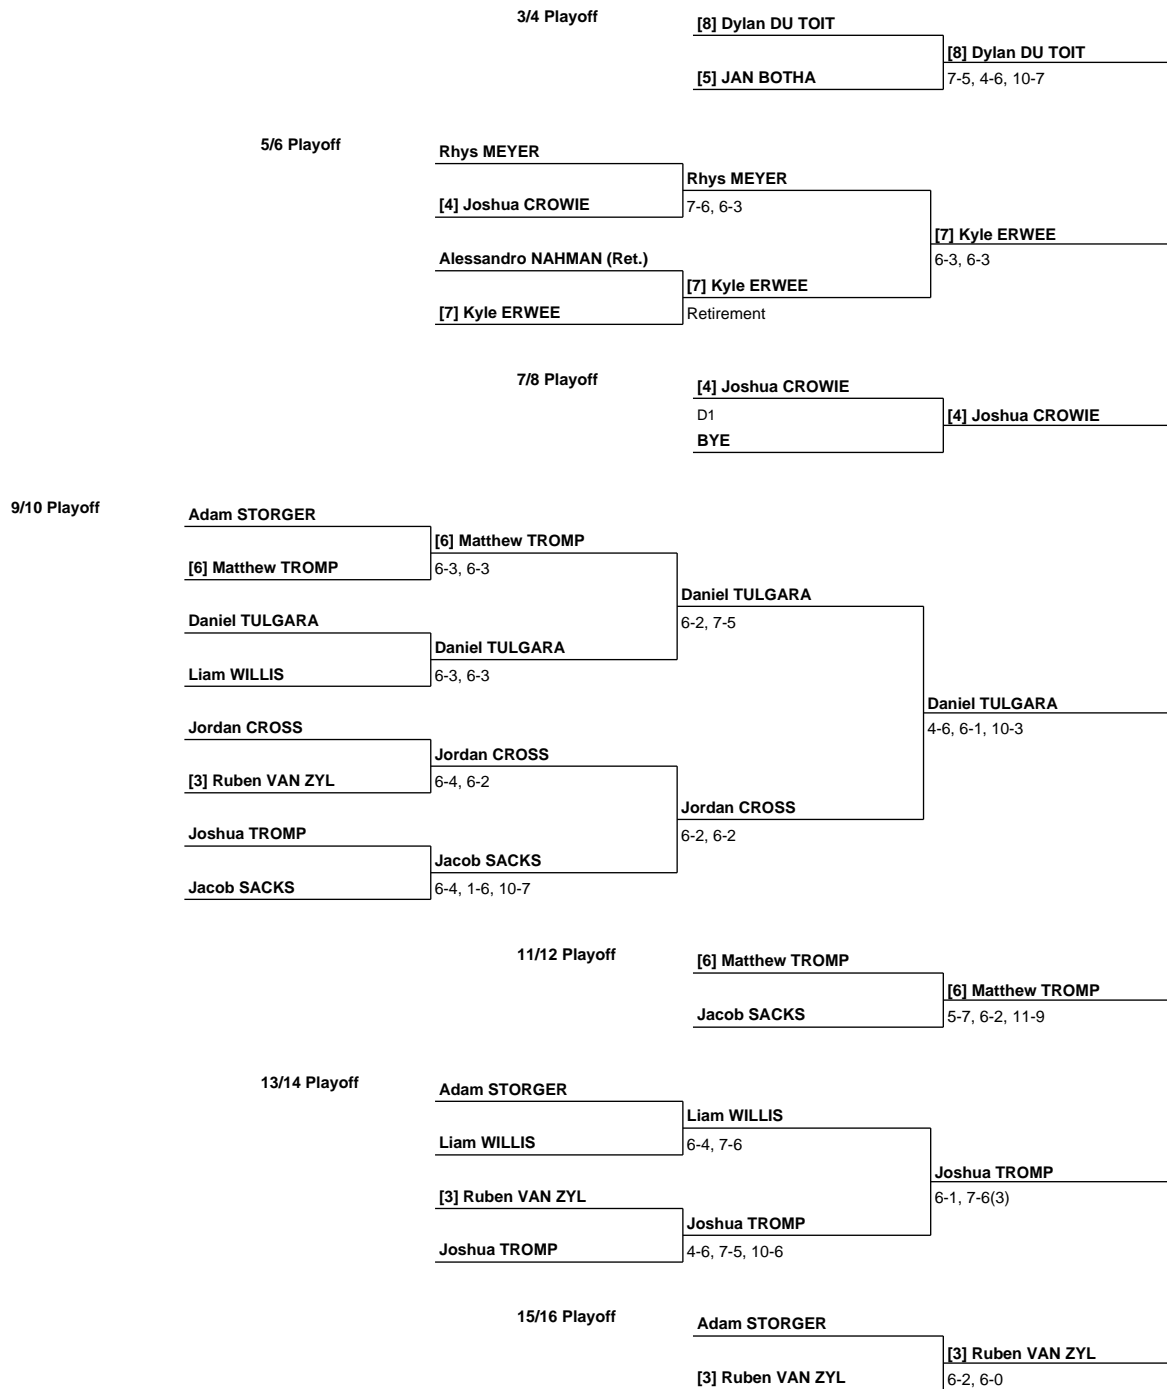 3/4 Playoff
[8] Dylan DU TOIT
[8] Dylan DU TOIT
[5] JAN BOTHA
7-5, 4-6, 10-7
5/6 Playoff
Rhys MEYER
Rhys MEYER
[4] Joshua CROWIE
7-6, 6-3
[7] Kyle ERWEE
Alessandro NAHMAN (Ret.)
6-3, 6-3
[7] Kyle ERWEE
[7] Kyle ERWEE
Retirement
7/8 Playoff
[4] Joshua CROWIE
D1
[4] Joshua CROWIE
BYE
9/10 Playoff
Adam STORGER
[6] Matthew TROMP
[6] Matthew TROMP
6-3, 6-3
Daniel TULGARA
Daniel TULGARA
6-2, 7-5
Daniel TULGARA
Liam WILLIS
6-3, 6-3
Daniel TULGARA
Jordan CROSS
4-6, 6-1, 10-3
Jordan CROSS
[3] Ruben VAN ZYL
6-4, 6-2
Jordan CROSS
Joshua TROMP
6-2, 6-2
Jacob SACKS
Jacob SACKS
6-4, 1-6, 10-7
11/12 Playoff
[6] Matthew TROMP
[6] Matthew TROMP
Jacob SACKS
5-7, 6-2, 11-9
13/14 Playoff
Adam STORGER
Liam WILLIS
Liam WILLIS
6-4, 7-6
Joshua TROMP
[3] Ruben VAN ZYL
6-1, 7-6(3)
Joshua TROMP
Joshua TROMP
4-6, 7-5, 10-6
15/16 Playoff
Adam STORGER
[3] Ruben VAN ZYL
[3] Ruben VAN ZYL
6-2, 6-0